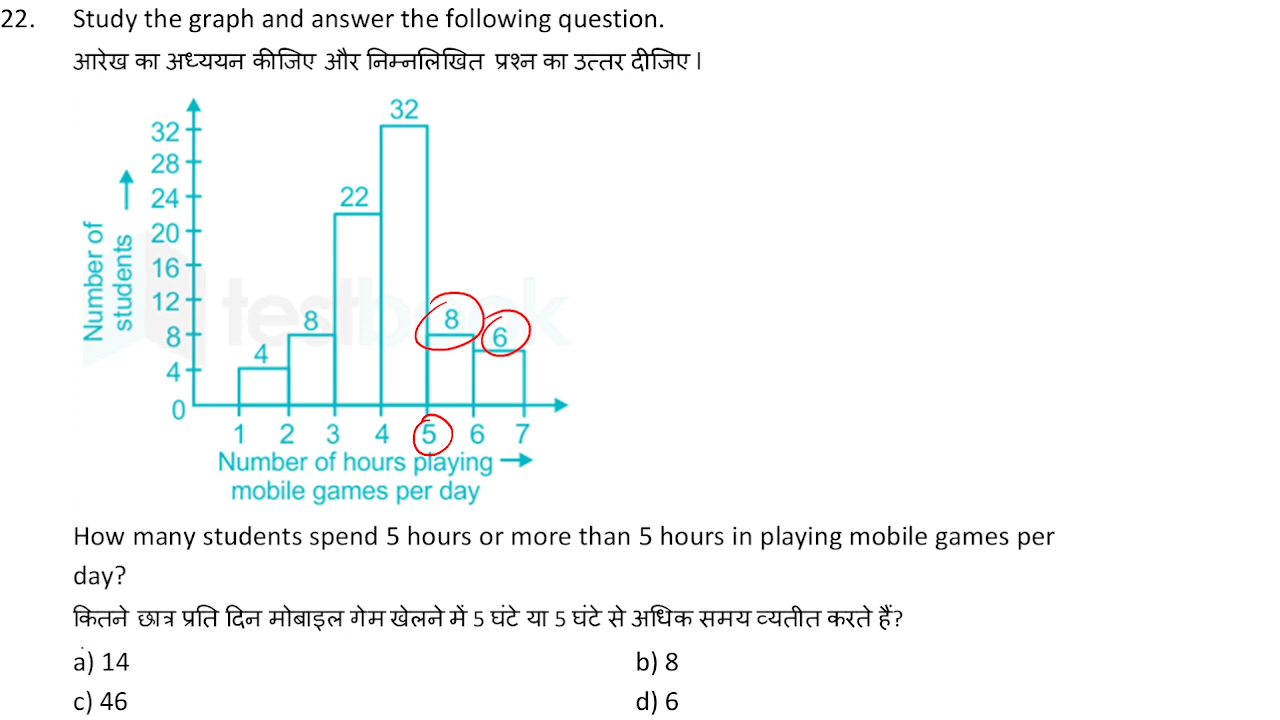 22. Study the graph and answer the following question.
आरेख का अध्ययन कीजिए और निम्नलिखित प्रश्न का उत्तर दीजिए।
Number of
students
32
32
28
24
22
20
16
testbook
12
8
8
8
6
4
4
0
1 2 3 4 5 6 7
Number of hours playing
mobile games per day
How many students spend 5 hours or more than 5 hours in playing mobile games per
day?
कितने छात्र प्रति दिन मोबाइल गेम खेलने में 5 घंटे या 5 घंटे से अधिक समय व्यतीत करते हैं?
a) 14 b) 8
c) 46 d) 6